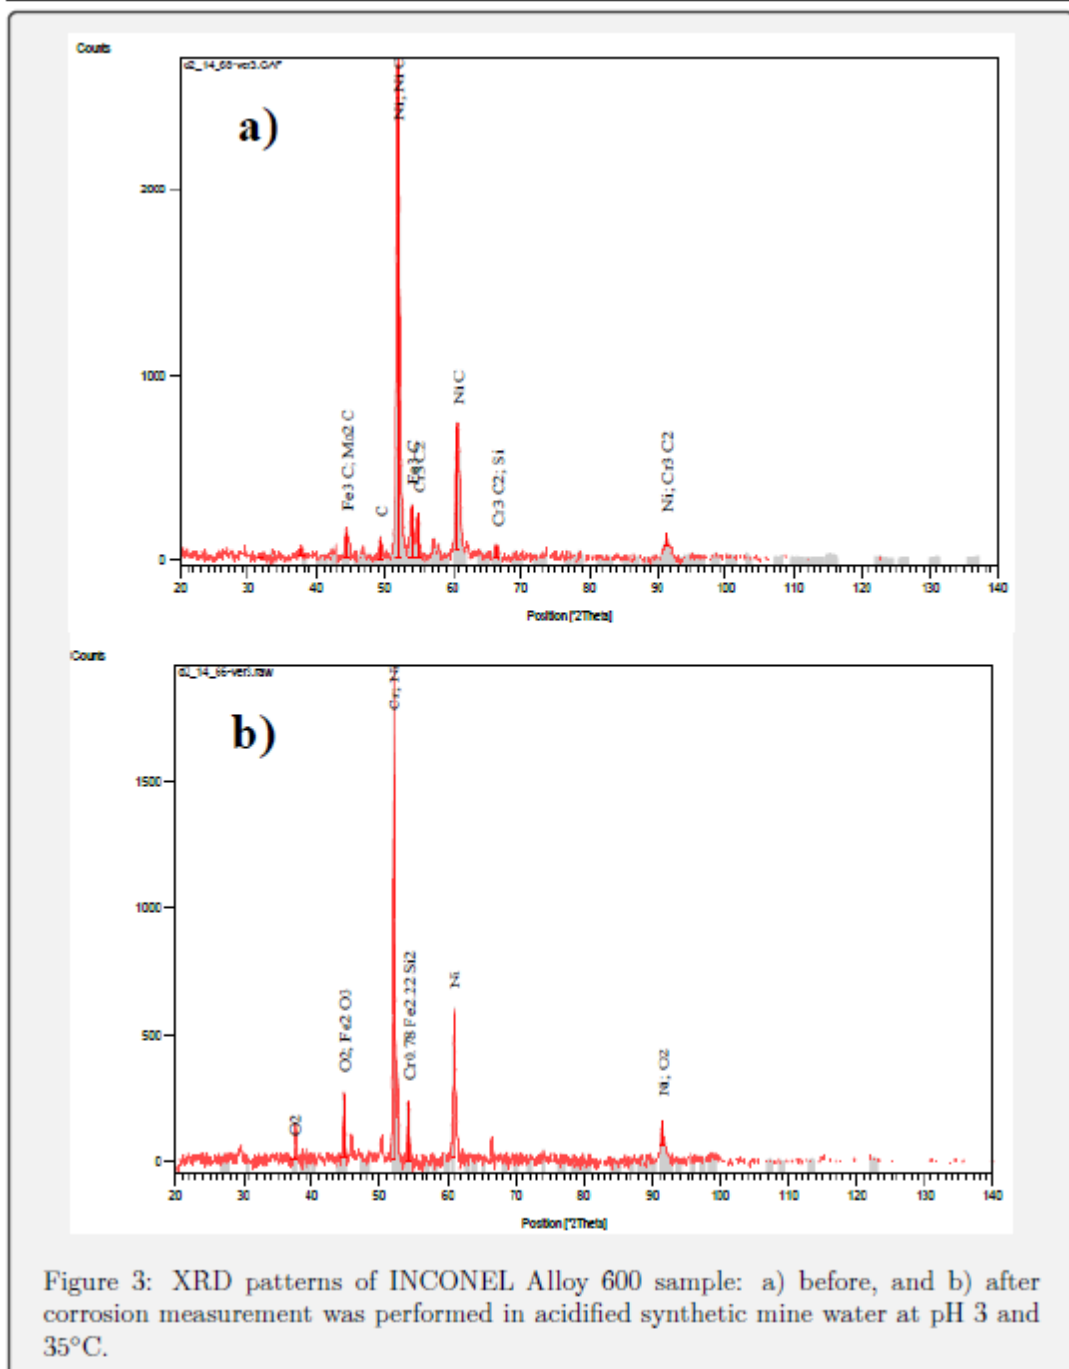 Counts
a)
Ni; Ni C
2000
1000
0
Fe3 C; Mo2 C
C
Cr3 C2
Ni C
Cr3 C2; Si
Ni; Cr3 C2
20 30 40 50 60 70 80 90 100 110 120 130 140
Position [°2Theta]
Counts
b)
Cr; Ni
1500
1000
500
0
O2
O2; Fe2 O3
Cr0.78 Fe2.22 Si2
Ni
Ni; O2
20 30 40 50 60 70 80 90 100 110 120 130 140
Position [°2Theta]
Figure 3: XRD patterns of INCONEL Alloy 600 sample: a) before, and b) after
corrosion measurement was performed in acidified synthetic mine water at pH 3 and
35°C.